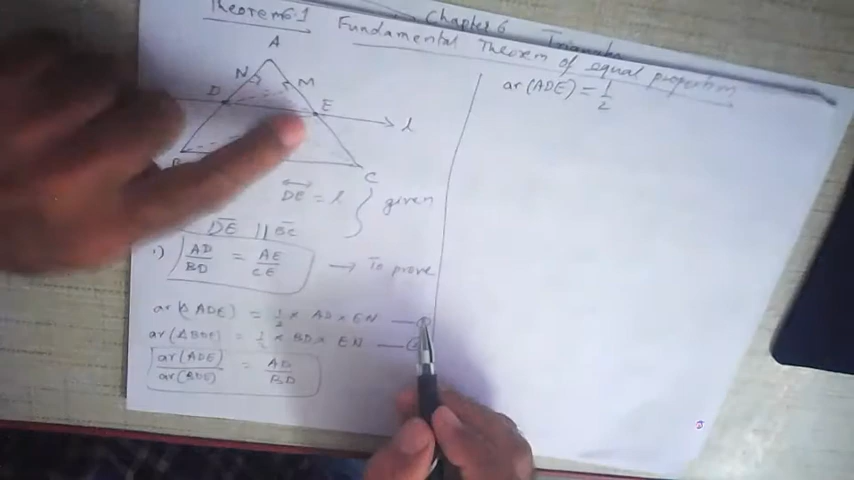 Theorem 6.1 Chapter 6 Triangles
Fundamental Theorem of equal proportion
A
N
M
D
E
l
B
C
DE = l
given
DE || BC
1) AD/BD = AE/CE → To prove
ar(△ADE) = 1/2 × AD × EN —
ar(△BDE) = 1/2 × BD × EN —
ar(ADE)/ar(BDE) = AD/BD
ar(ADE) = 1/2